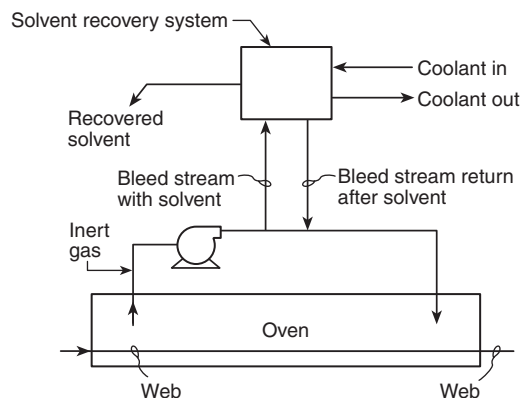 Solvent recovery system
Coolant in
Coolant out
Recovered
solvent
Bleed stream
with solvent
Bleed stream return
after solvent
Inert
gas
Oven
Web
Web